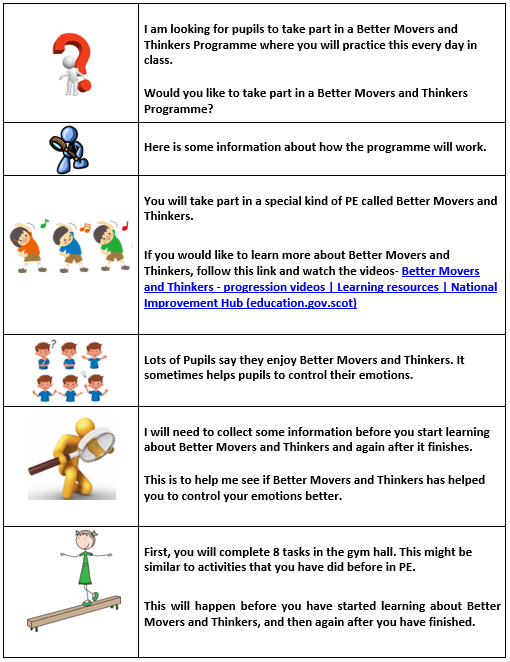 I am looking for pupils to take part in a Better Movers and
Thinkers Programme where you will practice this every day in
class.
Would you like to take part in a Better Movers and Thinkers
Programme?
Here is some information about how the programme will work.
You will take part in a special kind of PE called Better Movers and
Thinkers.
If you would like to learn more about Better Movers and
Thinkers, follow this link and watch the videos- Better Movers
and Thinkers - progression videos | Learning resources | National
Improvement Hub (education.gov.scot)
Lots of Pupils say they enjoy Better Movers and Thinkers. It
sometimes helps pupils to control their emotions.
I will need to collect some information before you start learning
about Better Movers and Thinkers and again after it finishes.
This is to help me see if Better Movers and Thinkers has helped
you to control your emotions better.
First, you will complete 8 tasks in the gym hall. This might be
similar to activities that you have did before in PE.
This will happen before you have started learning about Better
Movers and Thinkers, and then again after you have finished.